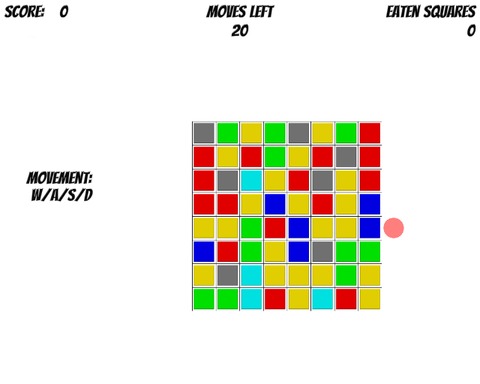 SCORE: 0
MOVES LEFT
20
EATEN SQUARES
0
MOVEMENT:
W/A/S/D